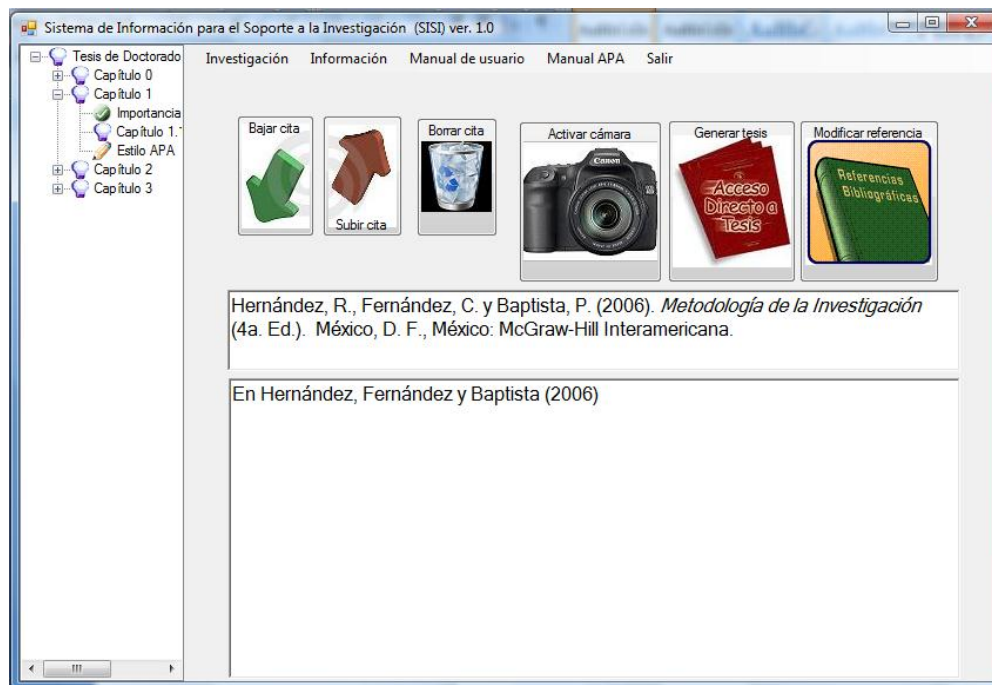 Sistema de Información para el Soporte a la Investigación (SISI) ver. 1.0
Investigación Información Manual de usuario Manual APA Salir
Tesis de Doctorado
Capítulo 0
Capítulo 1
Importancia
Capítulo 1.
Estilo APA
Capítulo 2
Capítulo 3
Bajar cita
Subir cita
Borrar cita
Activar cámara
Canon
Generar tesis
Acceso
Directo a
Tesis
Modificar referencia
Referencias
Bibliográficas
Hernández, R., Fernández, C. y Baptista, P. (2006). Metodología de la Investigación
(4a. Ed.). México, D. F., México: McGraw-Hill Interamericana.
En Hernández, Fernández y Baptista (2006)